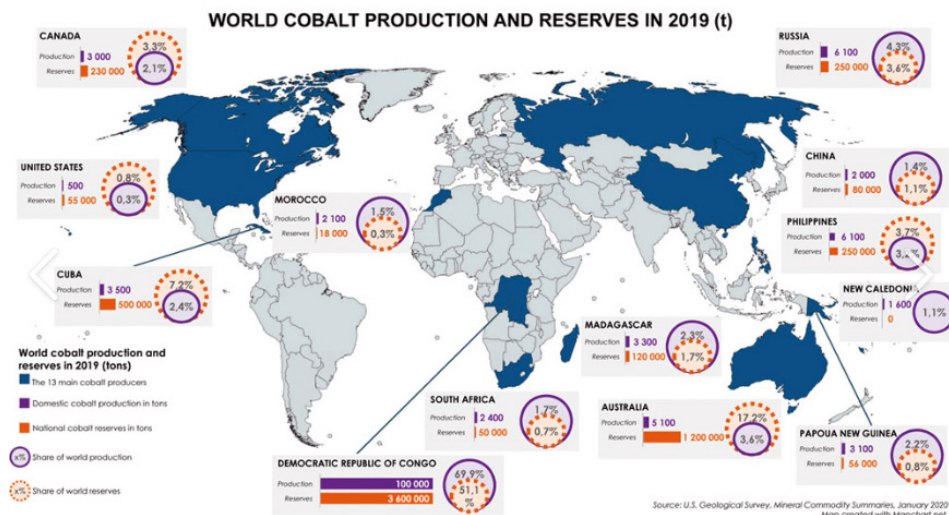 WORLD COBALT PRODUCTION AND RESERVES IN 2019 (t)
CANADA
3,3%
Production 3 000
Reserves 230 000
2,1%
RUSSIA
4,3%
Production 6 100
Reserves 250 000
3,6%
UNITED STATES
0,8%
Production 500
Reserves 55 000
0,3%
MOROCCO
1,5%
Production 2 100
Reserves 18 000
0,3%
CHINA
1,4%
Production 2 000
Reserves 80 000
1,1%
PHILIPPINES
3,7%
Production 6 100
Reserves 250 000
CUBA
7,2%
Production 3 500
Reserves 500 000
2,4%
NEW CALEDONIA
Production 1 600
Reserves 0
1,1%
MADAGASCAR
2,3%
Production 3 300
Reserves 120 000
1,7%
World cobalt production and
reserves in 2019 (tons)
The 13 main cobalt producers
Domestic cobalt production in tons
National cobalt reserves in tons
x% Share of world production
x% Share of world reserves
SOUTH AFRICA
1,7%
Production 2 400
Reserves 50 000
0,7%
AUSTRALIA
17,2%
Production 5 100
Reserves 1 200 000
3,6%
PAPOUA NEW GUINEA
2,2%
Production 3 100
Reserves 56 000
0,8%
DEMOCRATIC REPUBLIC OF CONGO
69,9%
Production 100 000
Reserves 3 600 000
51,1
%
Source: U.S. Geological Survey, Mineral Commodity Summaries, January 2020
Map created with Mapchart.net